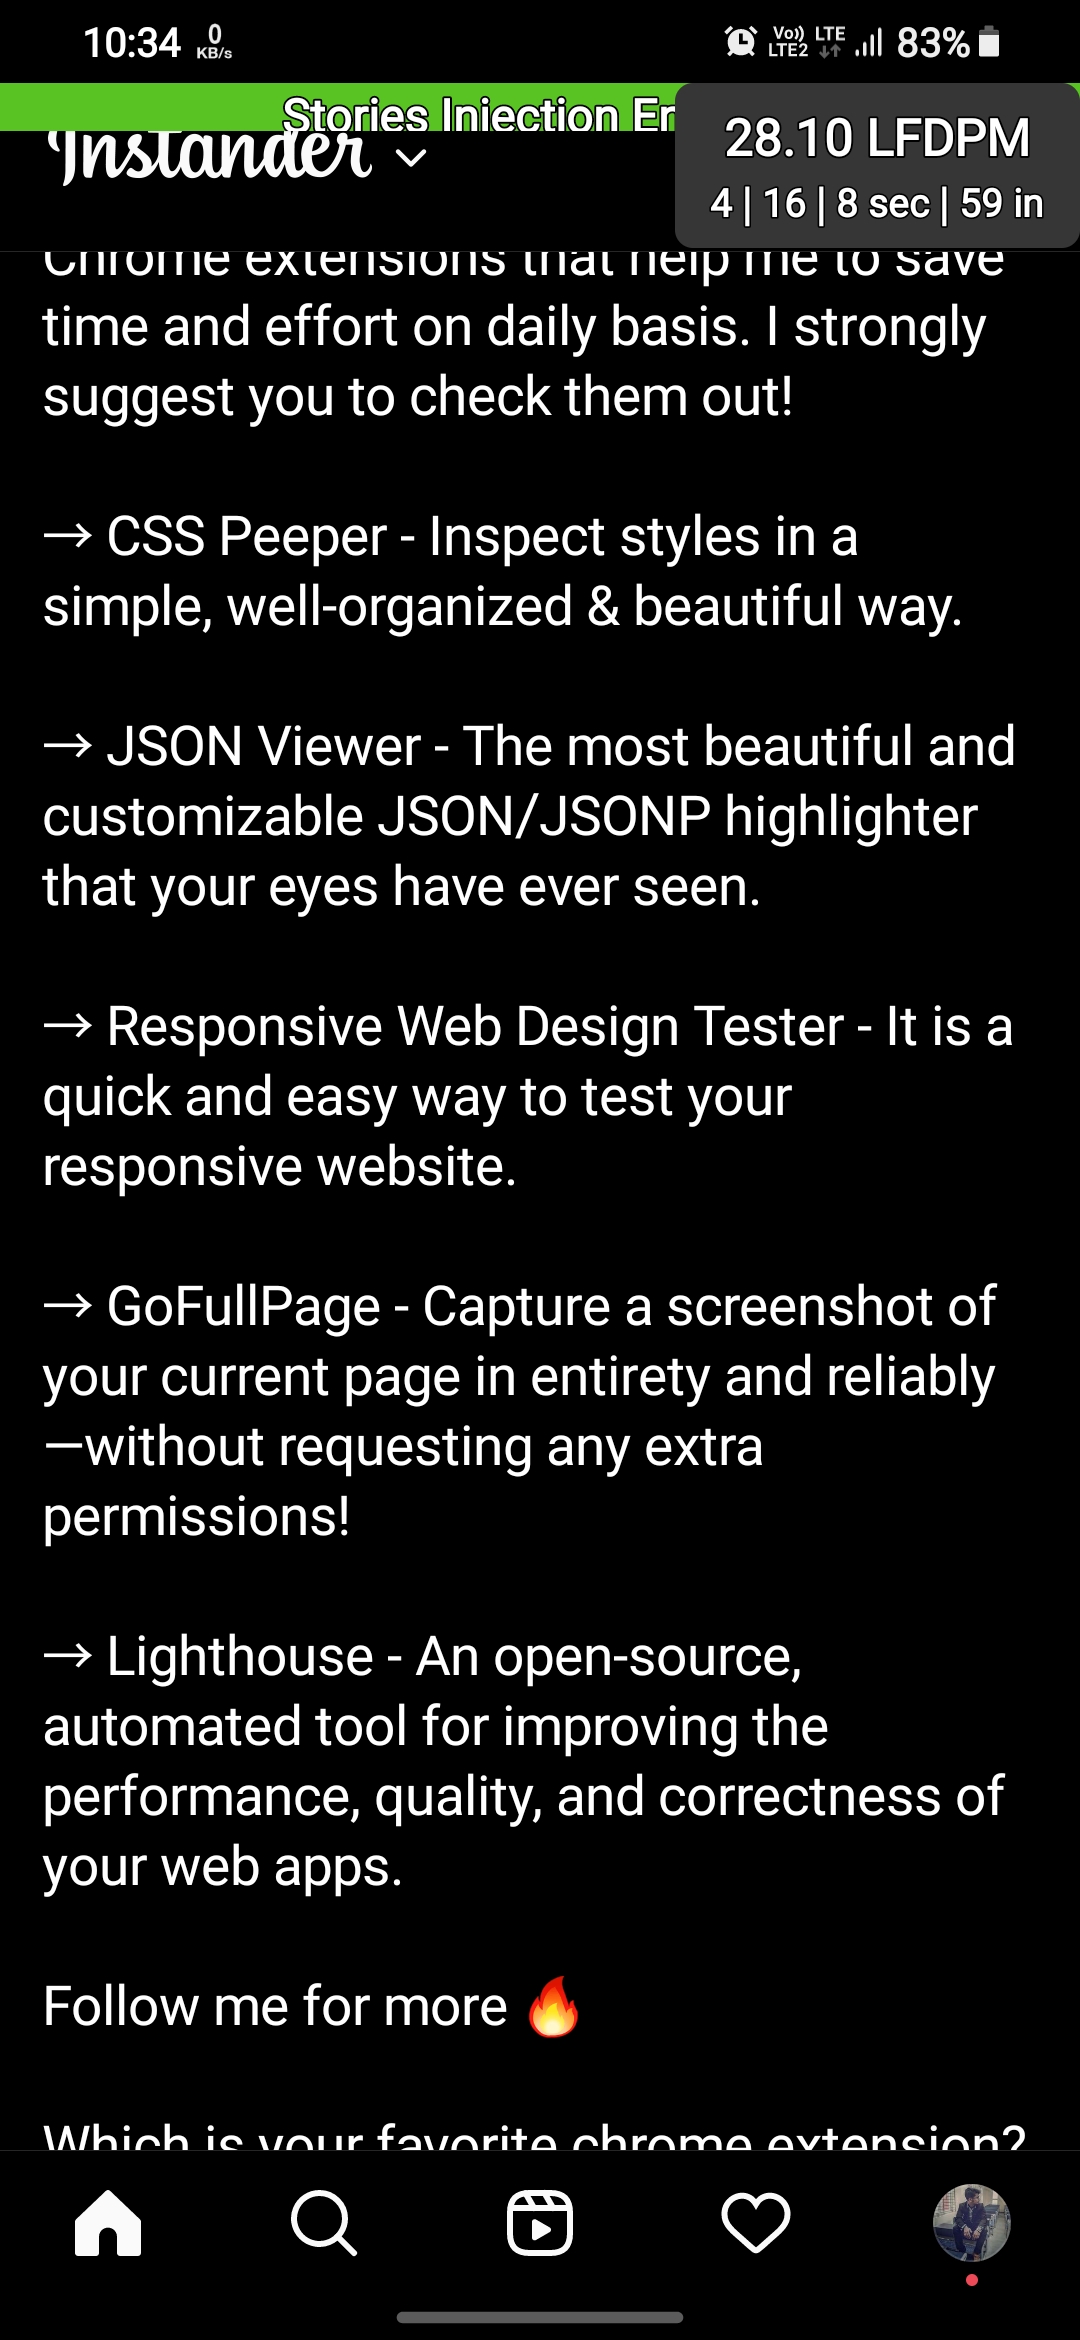 10:34 0 KB/s Vo)) LTE2 LTE 83%
Stories Injection
28.10 LFDPM
Instander
4 | 16 | 8 sec | 59 in
Chrome extensions that help me to save
time and effort on daily basis. I strongly
suggest you to check them out!
→ CSS Peeper - Inspect styles in a
simple, well-organized & beautiful way.
→ JSON Viewer - The most beautiful and
customizable JSON/JSONP highlighter
that your eyes have ever seen.
→ Responsive Web Design Tester - It is a
quick and easy way to test your
responsive website.
→ GoFullPage - Capture a screenshot of
your current page in entirety and reliably
—without requesting any extra
permissions!
→ Lighthouse - An open-source,
automated tool for improving the
performance, quality, and correctness of
your web apps.
Follow me for more 🔥
Which is your favorite chrome extension?